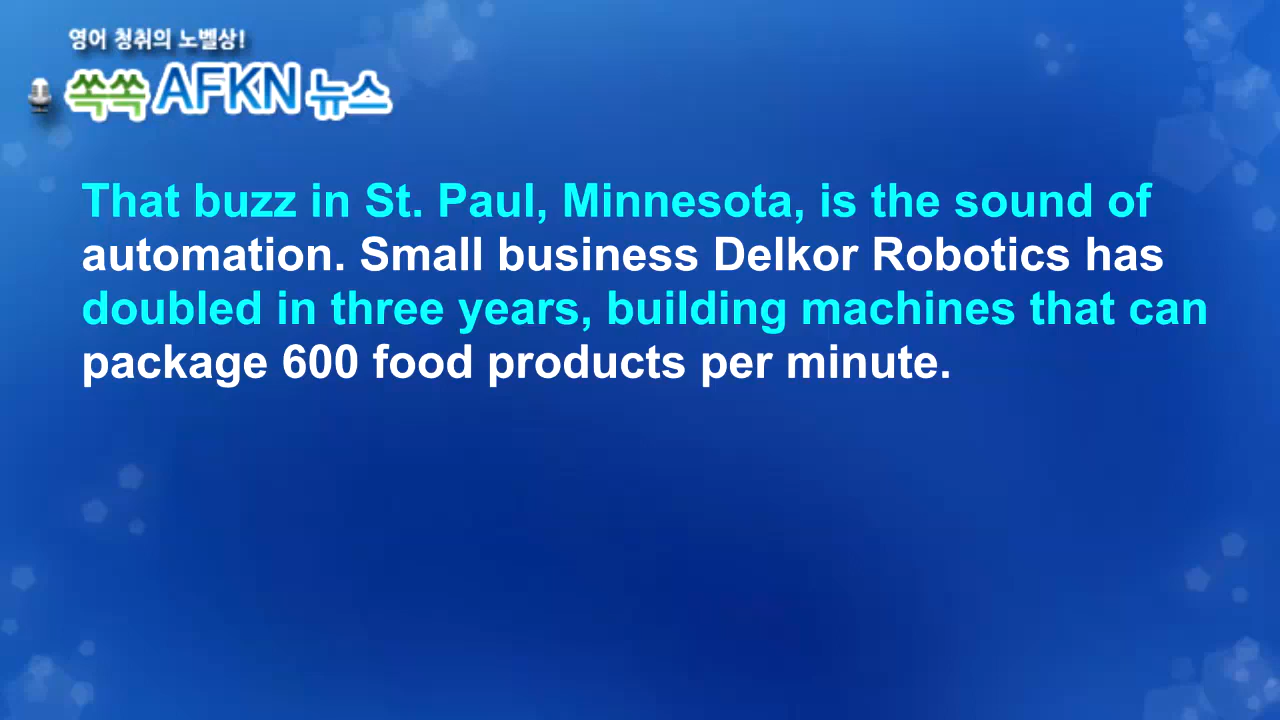 영어 청취의 노벨상!
쏙쏙 AFKN 뉴스
That buzz in St. Paul, Minnesota, is the sound of
automation. Small business Delkor Robotics has
doubled in three years, building machines that can
package 600 food products per minute.